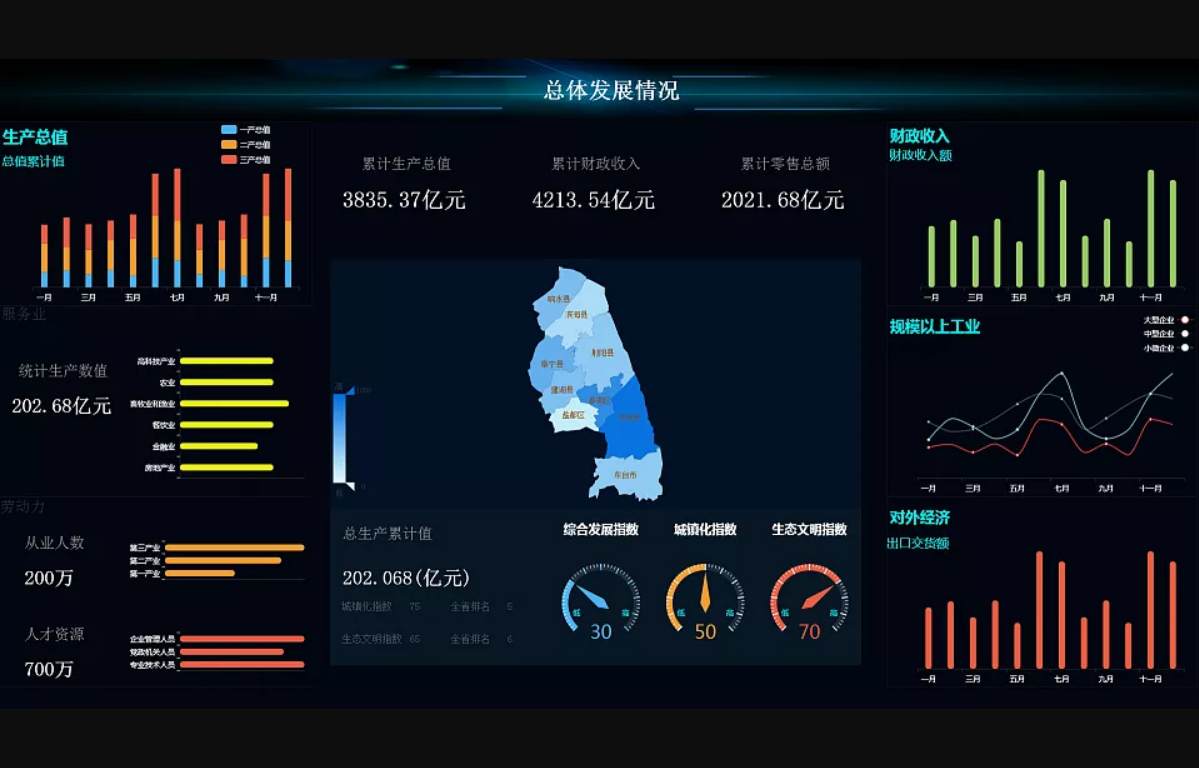 总体发展情况
生产总值
总值累计值
一产总值
二产总值
三产总值
一月 三月 五月 七月 九月 十一月
服务业
统计生产数值
202.68亿元
高科技产业
农业
畜牧业和渔业
餐饮业
金融业
房地产业
劳动力
从业人数
200万
第三产业
第二产业
第一产业
人才资源
700万
企业管理人员
党政机关人员
专业技术人员
累计生产总值
3835.37亿元
累计财政收入
4213.54亿元
累计零售总额
2021.68亿元
响水县
滨海县
射阳县
阜宁县
建湖县
盐都区
东台市
高
低
总生产累计值
202.068(亿元)
城镇化指数 75 全省排名 5
生态文明指数 65 全省排名 6
综合发展指数
低 高
30
城镇化指数
低 高
50
生态文明指数
低 高
70
财政收入
财政收入额
一月 三月 五月 七月 九月 十一月
规模以上工业
大型企业
中型企业
小微企业
一月 三月 五月 七月 九月 十一月
对外经济
出口交货额
一月 三月 五月 七月 九月 十一月